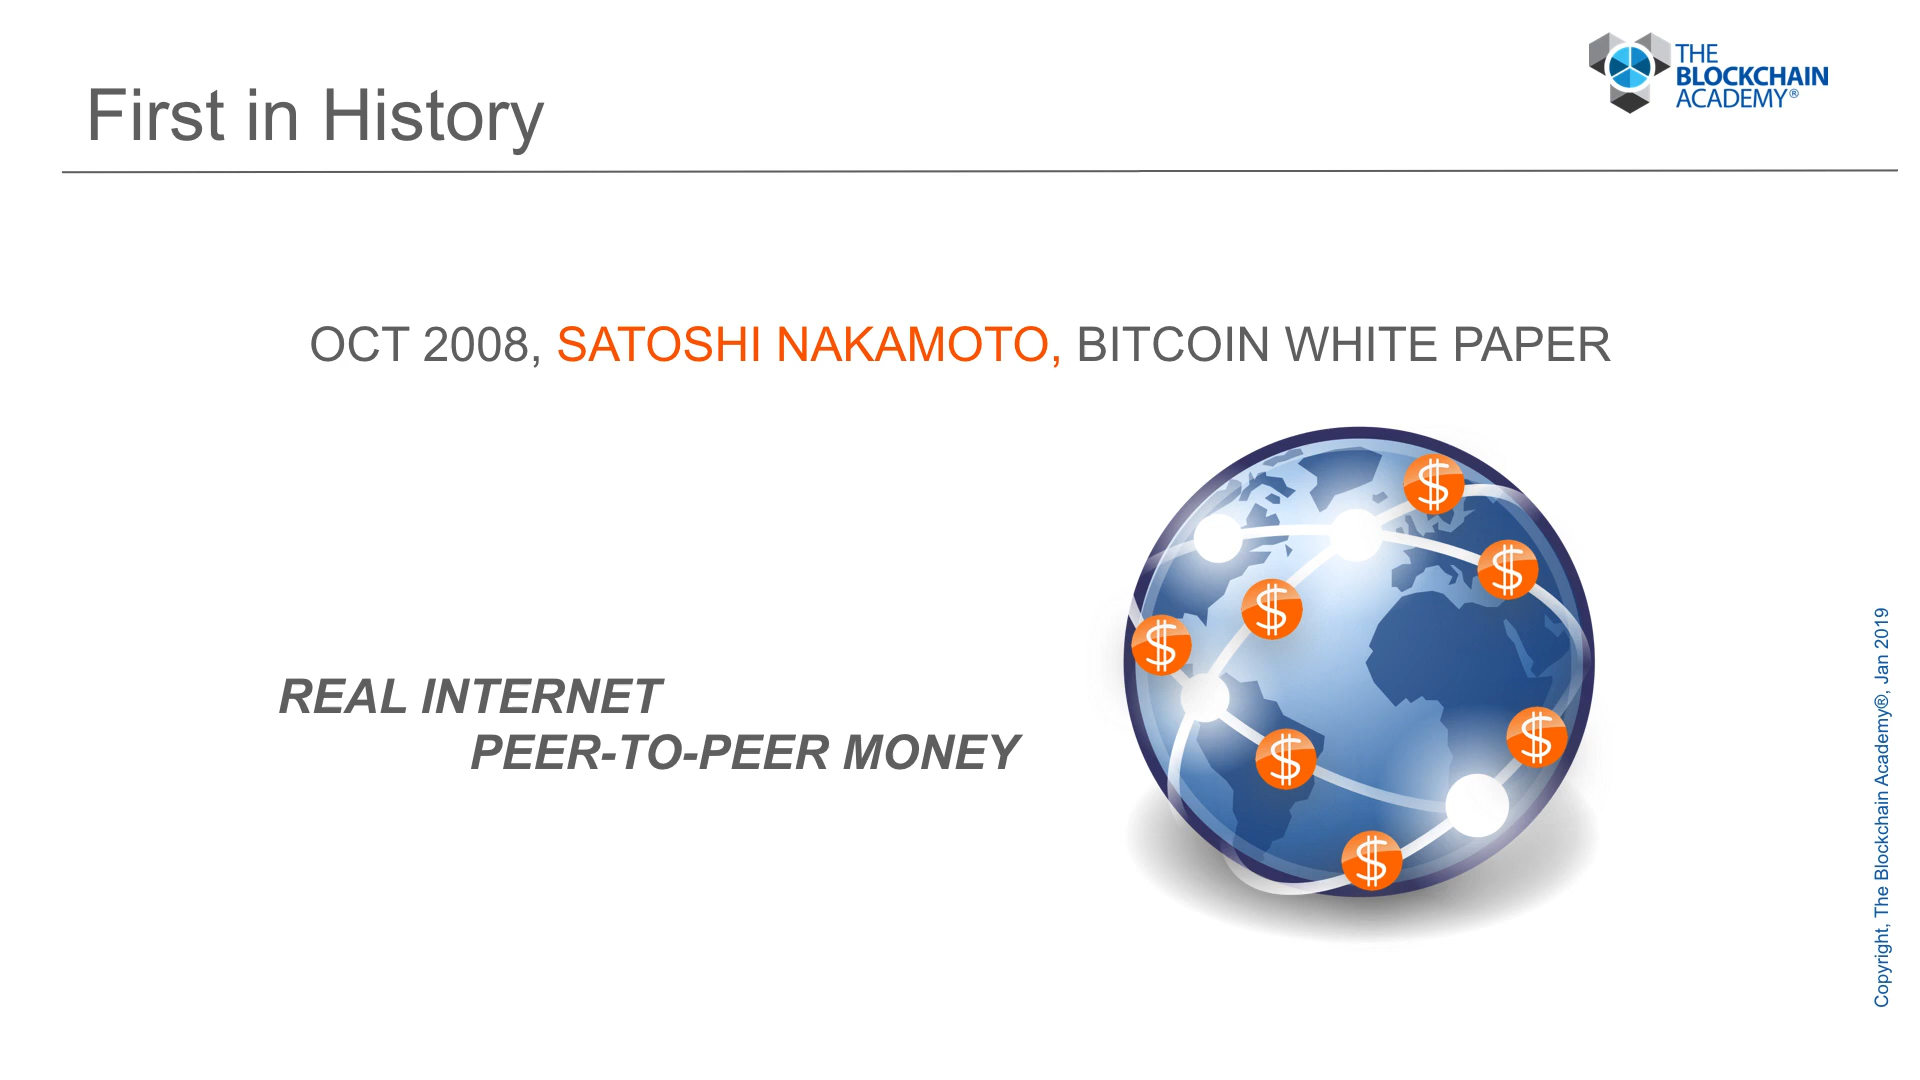 First in History
THE
BLOCKCHAIN
ACADEMY®
OCT 2008, SATOSHI NAKAMOTO, BITCOIN WHITE PAPER
REAL INTERNET
PEER-TO-PEER MONEY
$
$
$
$
$
$
$
Copyright, The Blockchain Academy®, Jan 2019